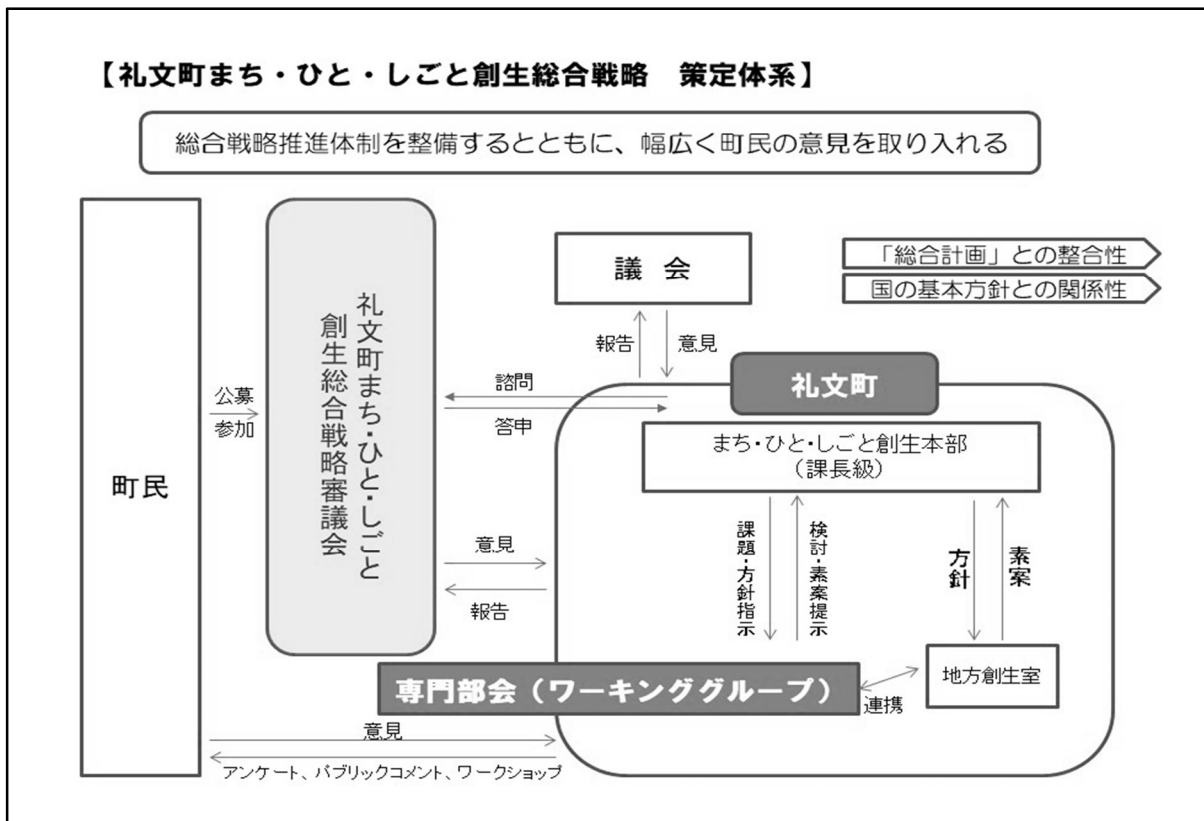 【礼文町まち・ひと・しごと創生総合戦略　策定体系】
総合戦略推進体制を整備するとともに、幅広く町民の意見を取り入れる
町民
公募
参加
礼文町まち・ひと・しごと
創生総合戦略審議会
議　会
「総合計画」との整合性
国の基本方針との関係性
報告
意見
諮問
答申
礼文町
まち・ひと・しごと創生本部
（課長級）
意見
報告
課題・方針指示
検討・素案提示
方針
素案
専門部会（ワーキンググループ）
連携
地方創生室
意見
アンケート、パブリックコメント、ワークショップ